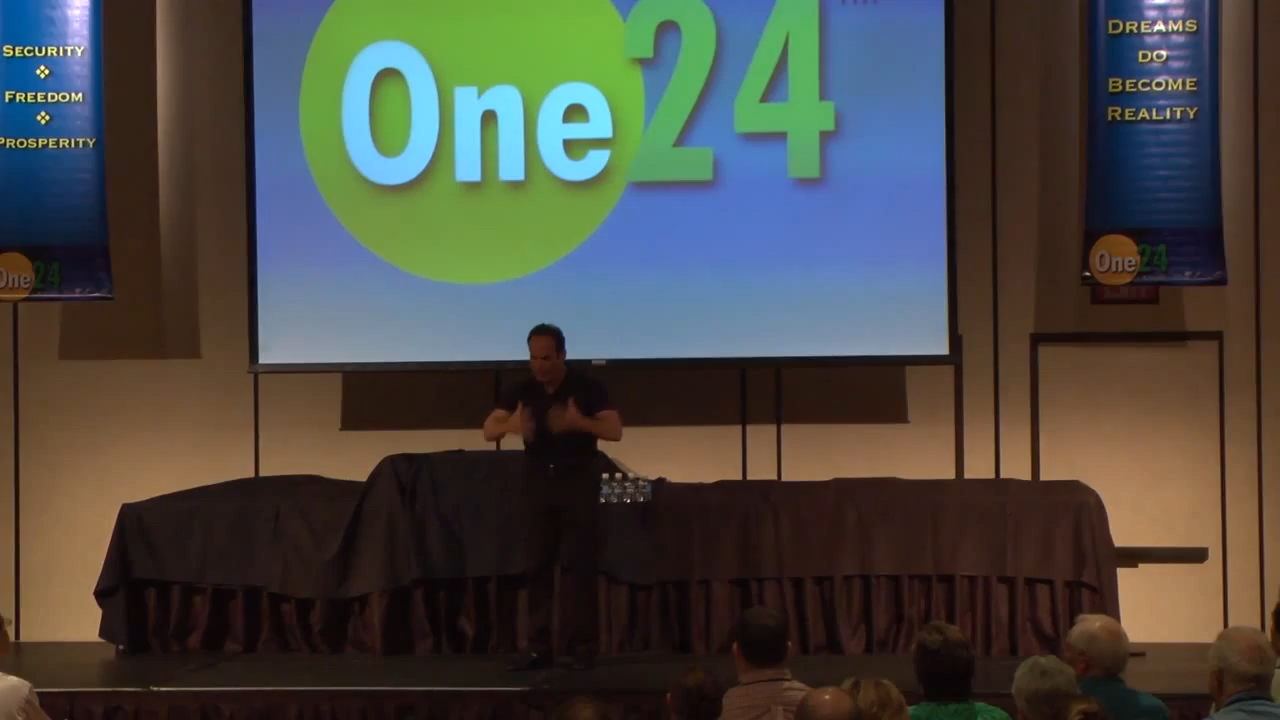 SECURITY
FREEDOM
PROSPERITY
One24
One24
DREAMS
DO
BECOME
REALITY
One24